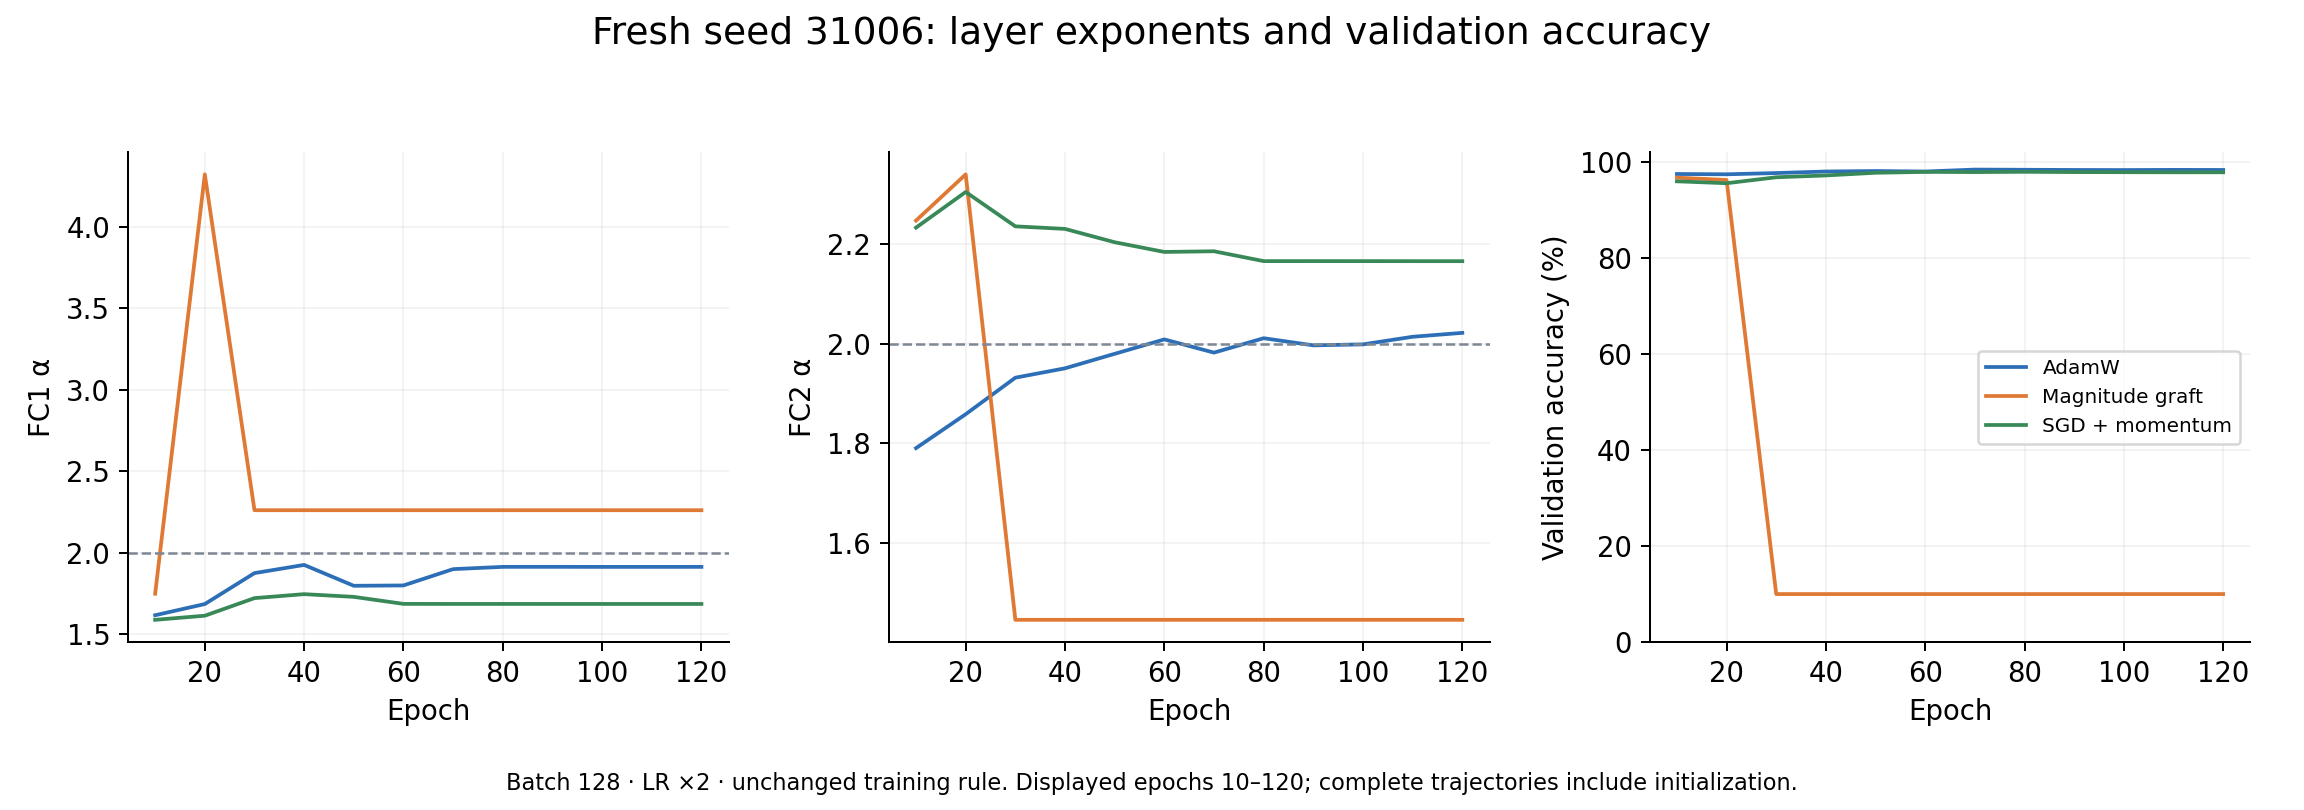 Fresh seed 31006: layer exponents and validation accuracy
FC1 α
4.0
3.5
3.0
2.5
2.0
1.5
20 40 60 80 100 120
Epoch
FC2 α
2.2
2.0
1.8
1.6
20 40 60 80 100 120
Epoch
Validation accuracy (%)
100
80
60
40
20
0
20 40 60 80 100 120
Epoch
AdamW
Magnitude graft
SGD + momentum
Batch 128 · LR ×2 · unchanged training rule. Displayed epochs 10–120; complete trajectories include initialization.